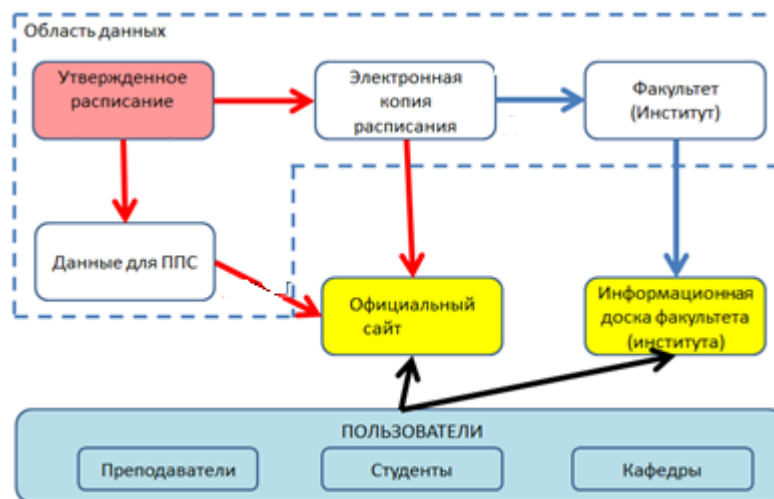 Область данных
Утвержденное
расписание
Электронная
копия
расписания
Факультет
(Институт)
Данные для ППС
Официальный
сайт
Информационная
доска факультета
(института)
ПОЛЬЗОВАТЕЛИ
Преподаватели
Студенты
Кафедры